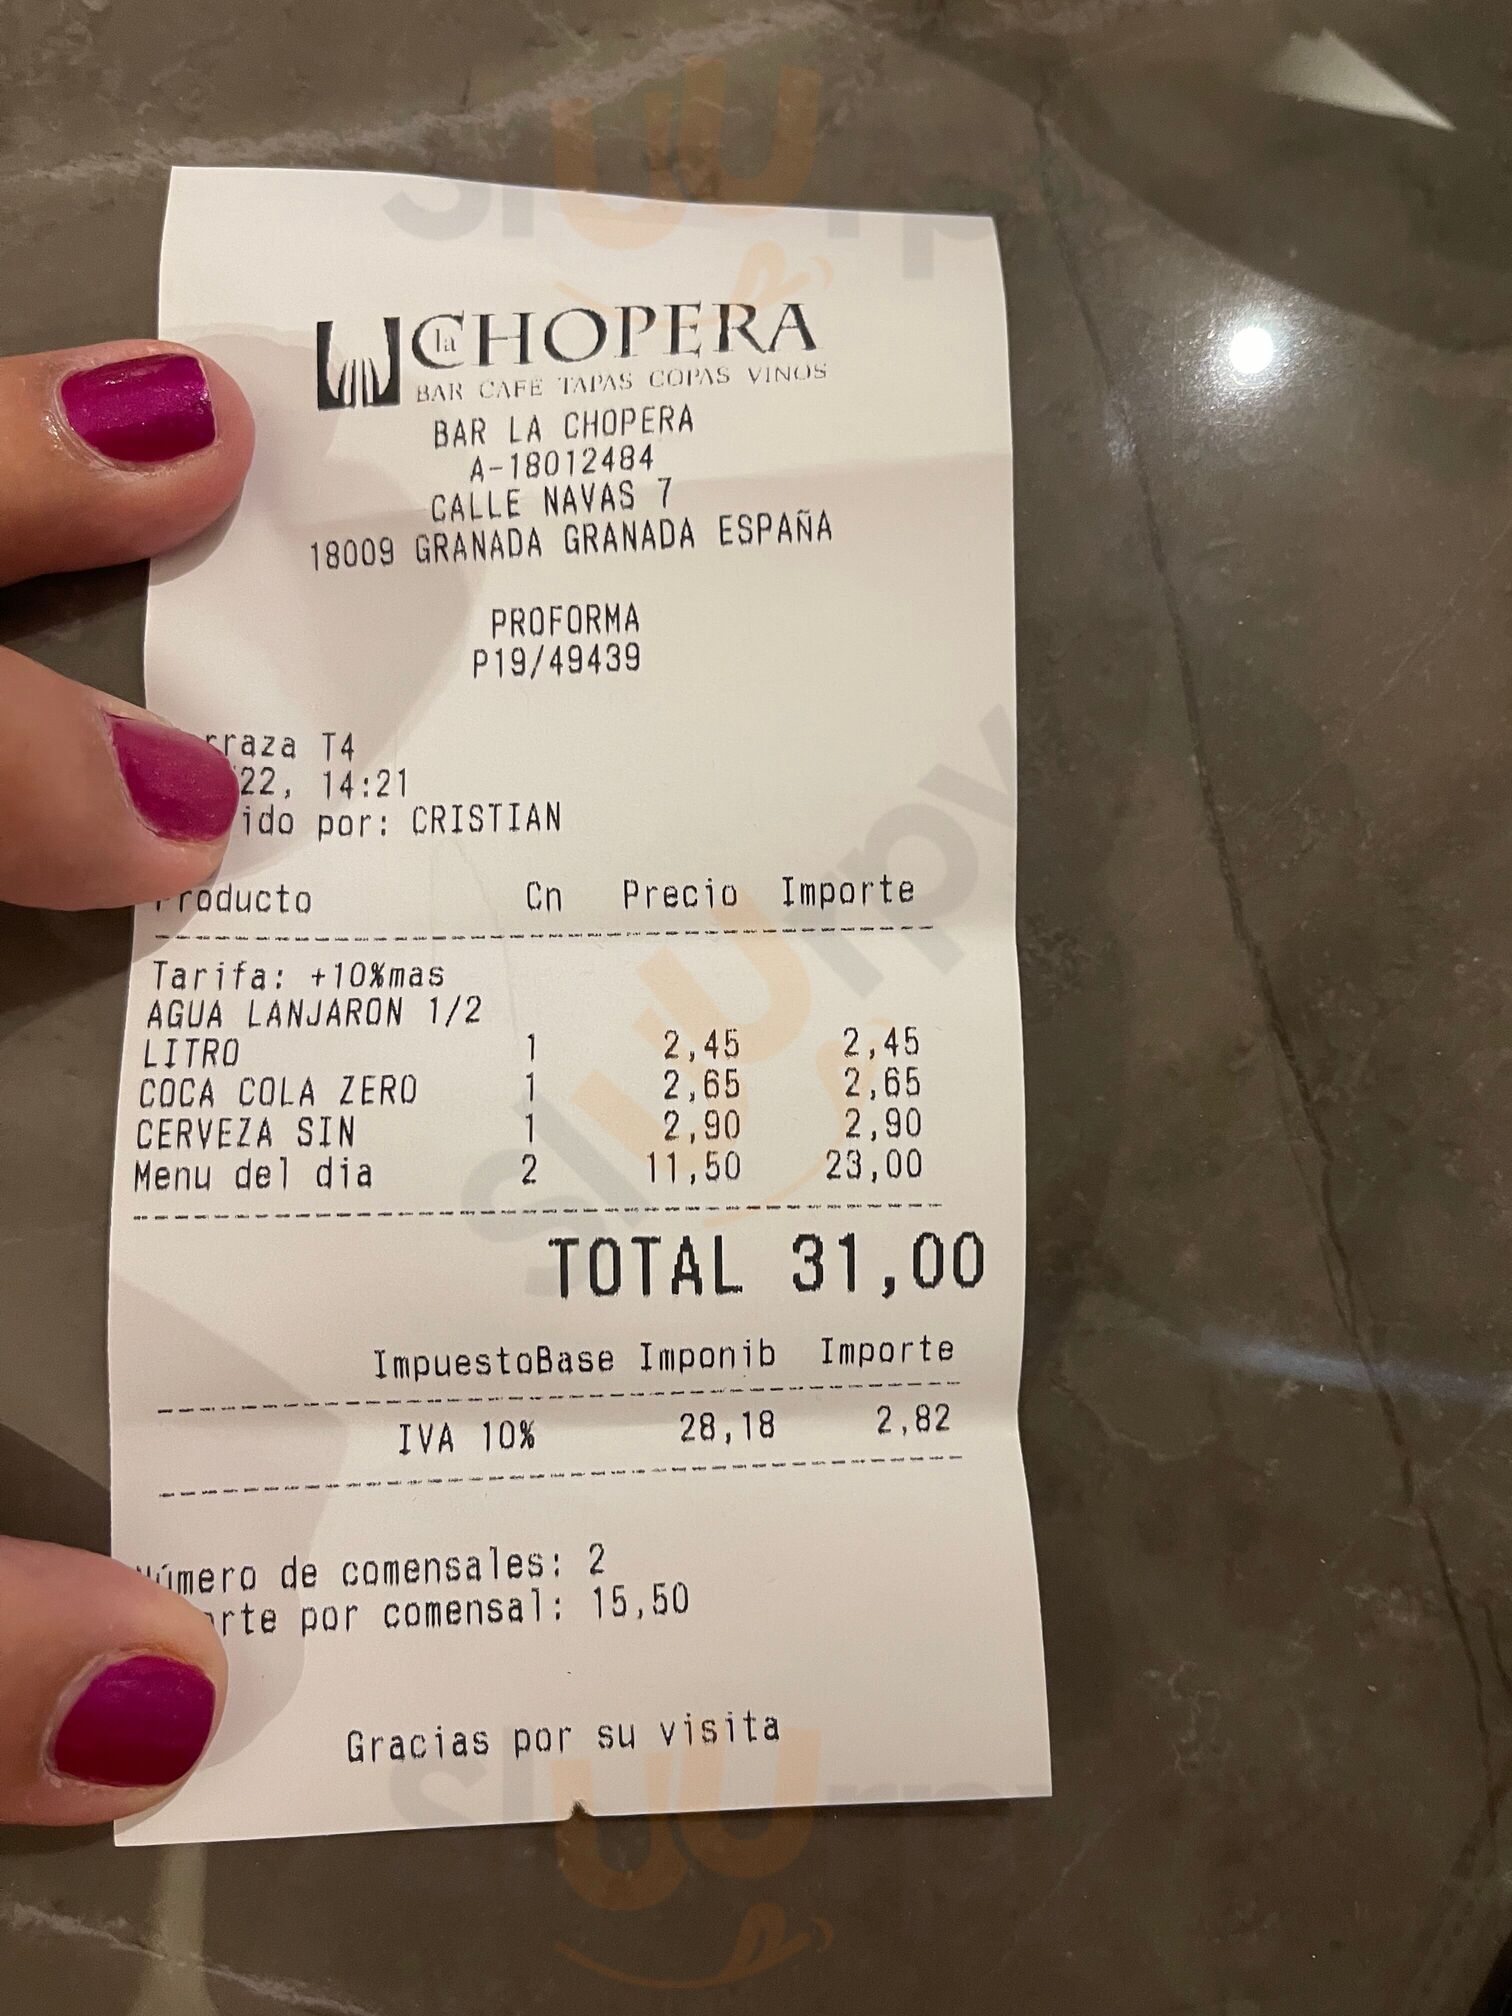 la CHOPERA
BAR CAFE TAPAS COPAS VINOS
BAR LA CHOPERA
A-18012484
CALLE NAVAS 7
18009 GRANADA GRANADA ESPAÑA
PROFORMA
P19/49439
rraza T4
22, 14:21
ido por: CRISTIAN
roducto Cn Precio Importe
Tarifa: +10%mas
AGUA LANJARON 1/2
LITRO 1 2,45 2,45
COCA COLA ZERO 1 2,65 2,65
CERVEZA SIN 1 2,90 2,90
Menu del dia 2 11,50 23,00
TOTAL 31,00
ImpuestoBase Imponib Importe
IVA 10% 28,18 2,82
úmero de comensales: 2
rte por comensal: 15,50
Gracias por su visita
slurpy